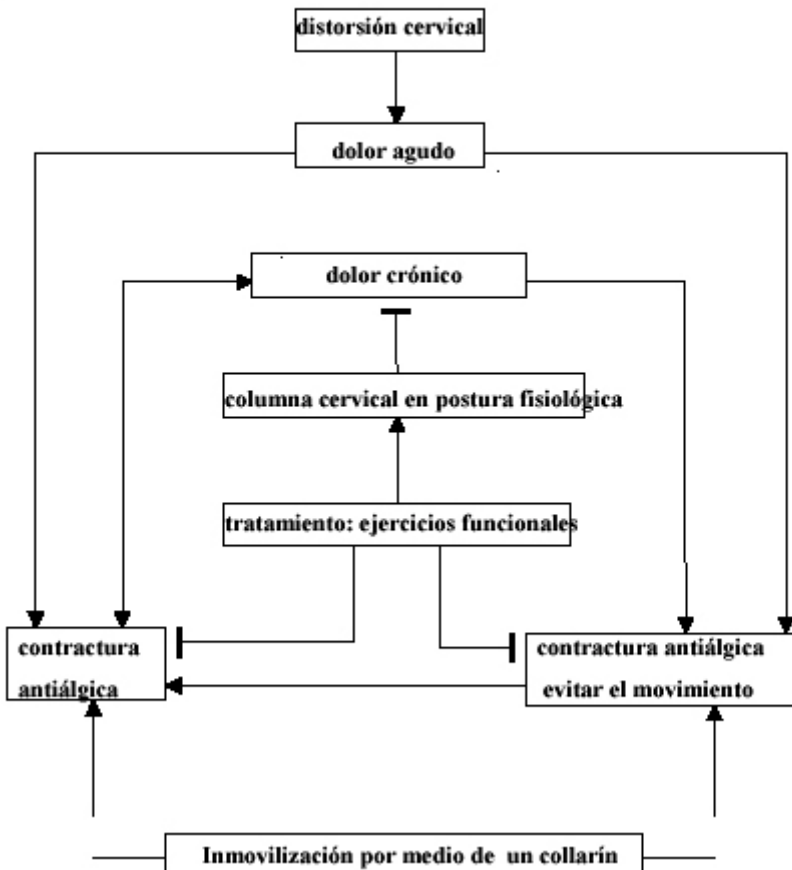 distorsión cervical
dolor agudo
dolor crónico
columna cervical en postura fisiológica
tratamiento: ejercicios funcionales
contractura
antiálgica
contractura antiálgica
evitar el movimiento
Inmovilización por medio de un collarín